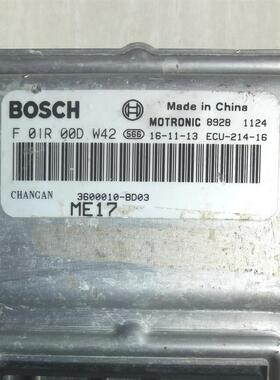 BOSCH Made in China
MOTRONIC 8928 1124
F 01R 00D W42 S66 16-11-13 ECU-214-16
CHANGAN 3600010-BD03
ME17